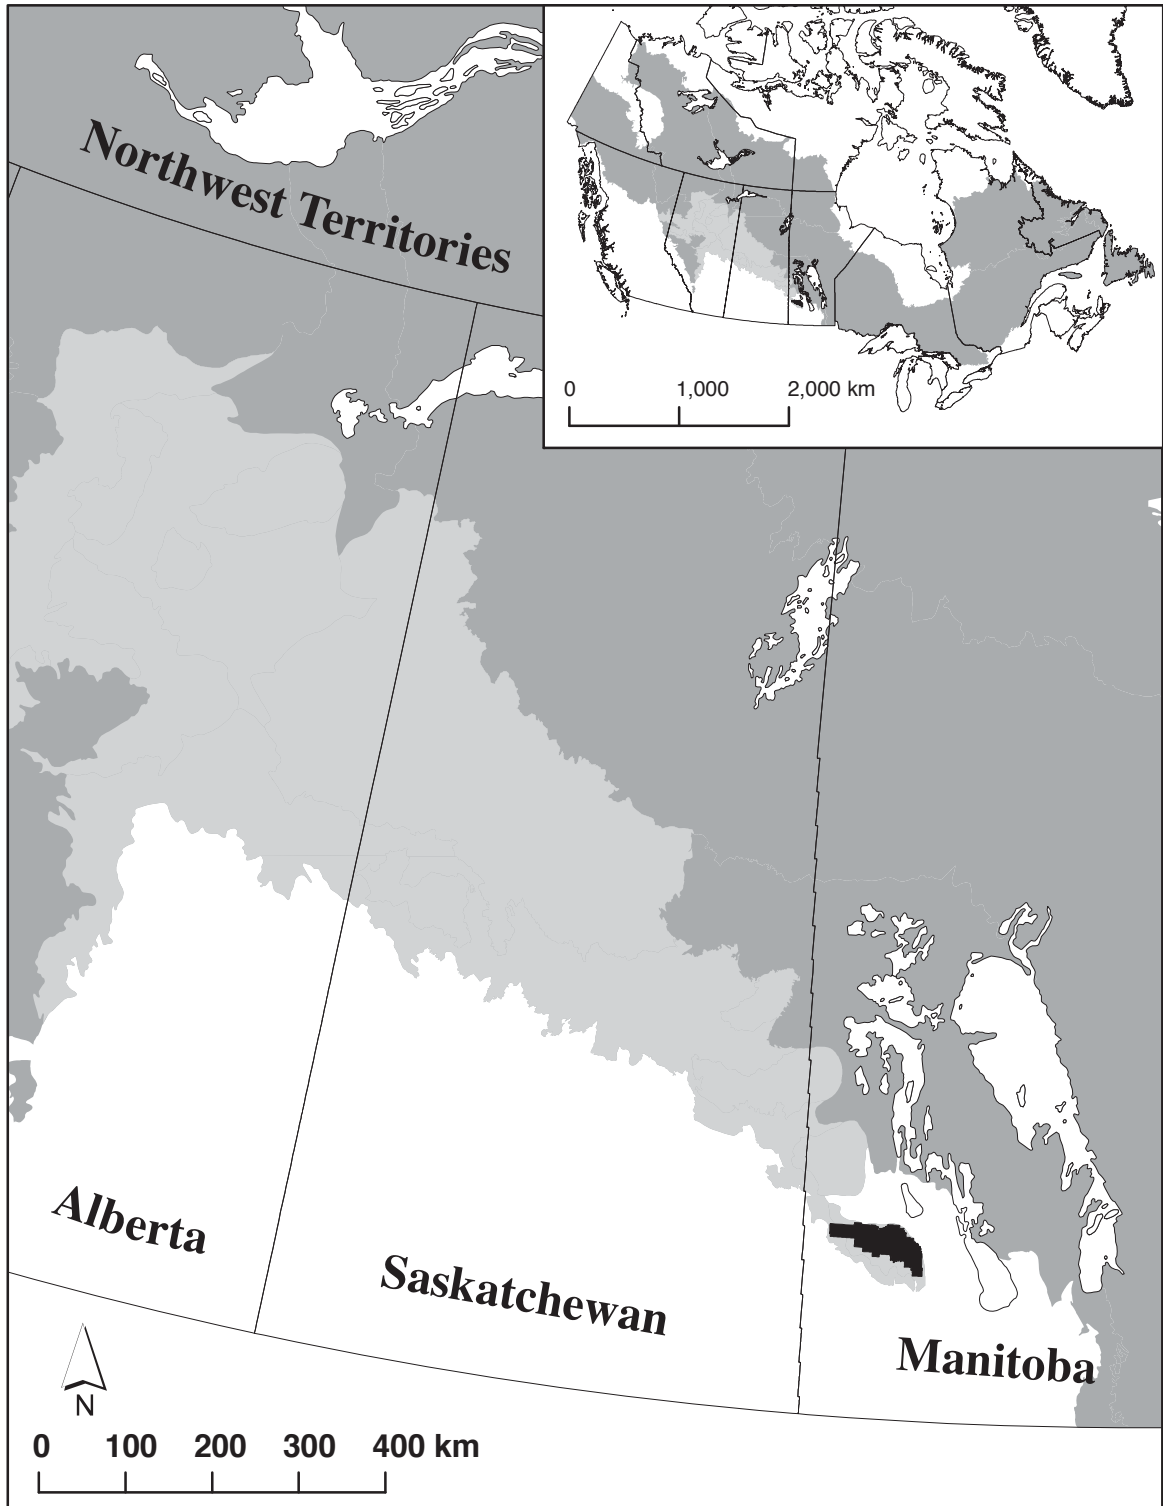 Northwest Territories
0 1,000 2,000 km
Alberta
Saskatchewan
Manitoba
N
0 100 200 300 400 km